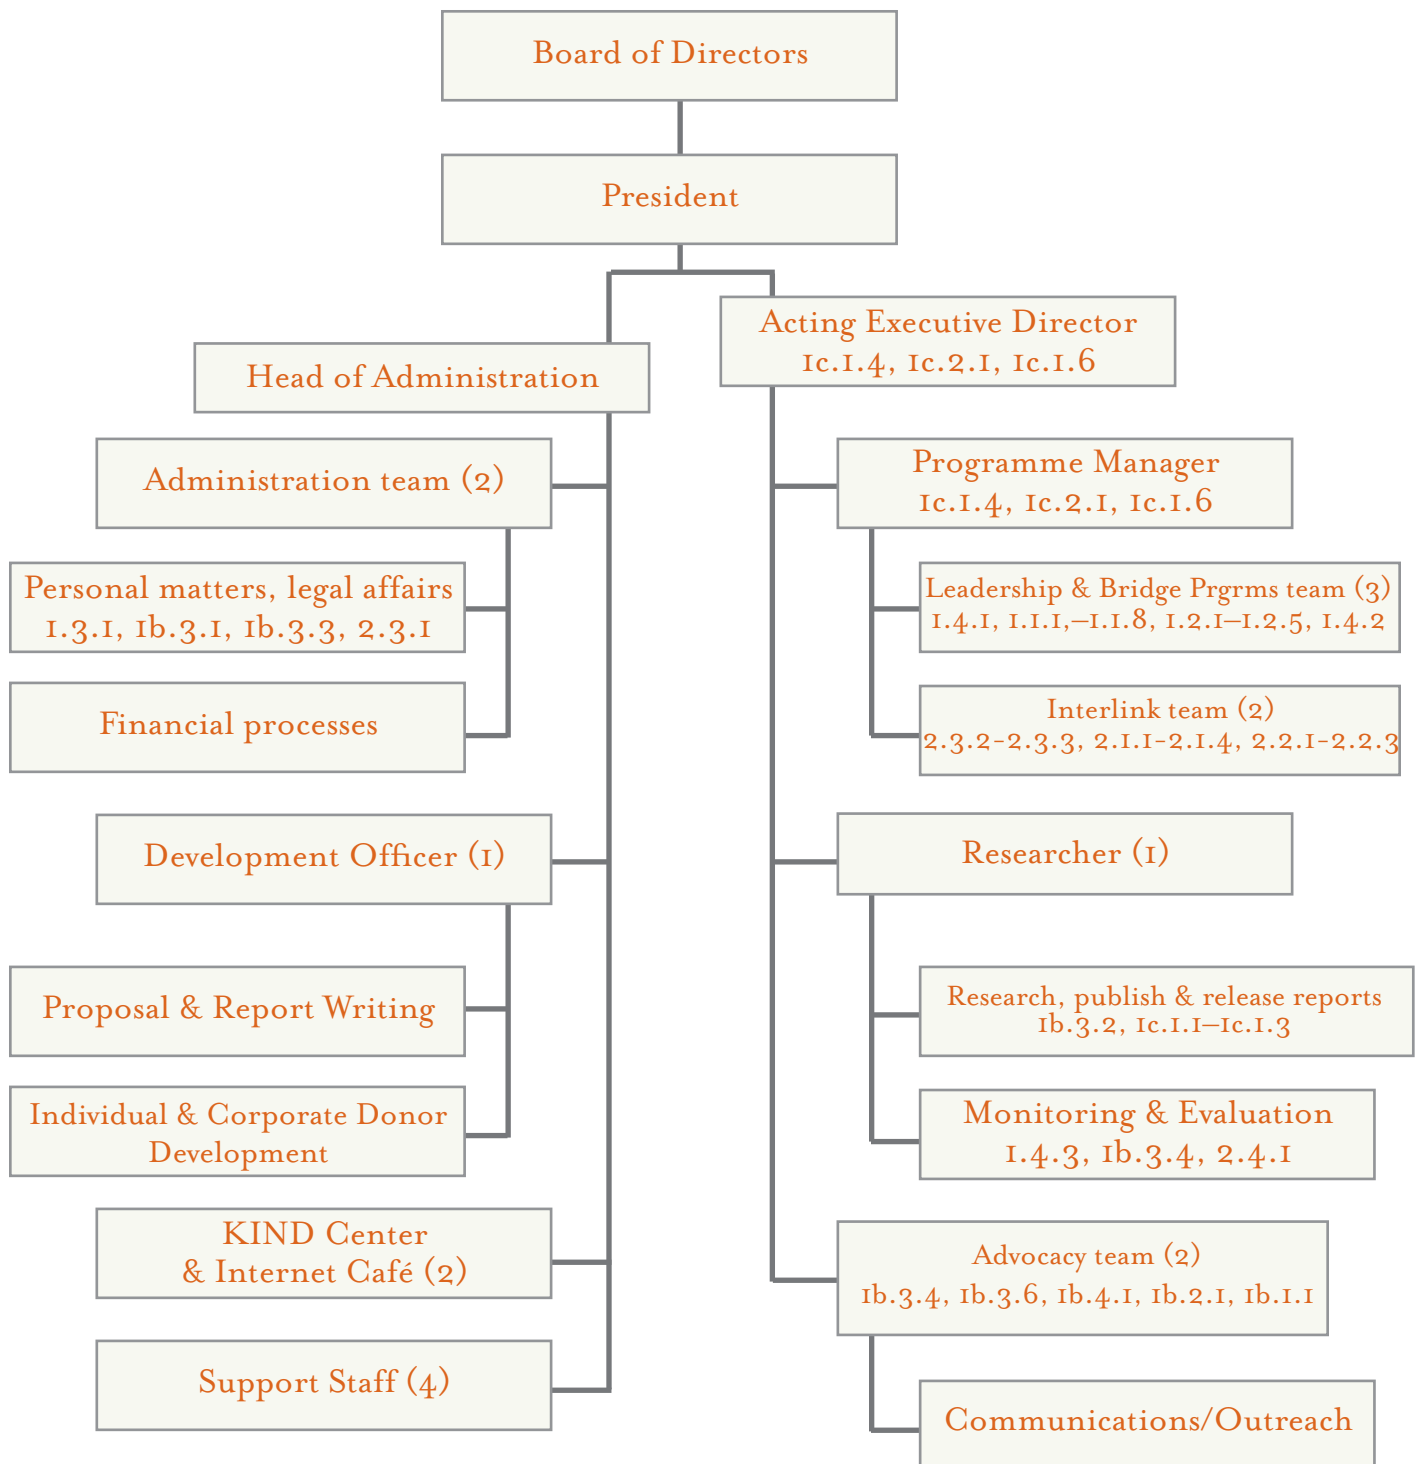 Board of Directors
President
Acting Executive Director
1c.1.4, 1c.2.1, 1c.1.6
Head of Administration
Administration team (2)
Personal matters, legal affairs
1.3.1, 1b.3.1, 1b.3.3, 2.3.1
Financial processes
Development Officer (1)
Proposal & Report Writing
Individual & Corporate Donor
Development
KIND Center
& Internet Café (2)
Support Staff (4)
Programme Manager
1c.1.4, 1c.2.1, 1c.1.6
Leadership & Bridge Prgrms team (3)
1.4.1, 1.1.1,–1.1.8, 1.2.1–1.2.5, 1.4.2
Interlink team (2)
2.3.2-2.3.3, 2.1.1-2.1.4, 2.2.1-2.2.3
Researcher (1)
Research, publish & release reports
1b.3.2, 1c.1.1–1c.1.3
Monitoring & Evaluation
1.4.3, 1b.3.4, 2.4.1
Advocacy team (2)
1b.3.4, 1b.3.6, 1b.4.1, 1b.2.1, 1b.1.1
Communications/Outreach